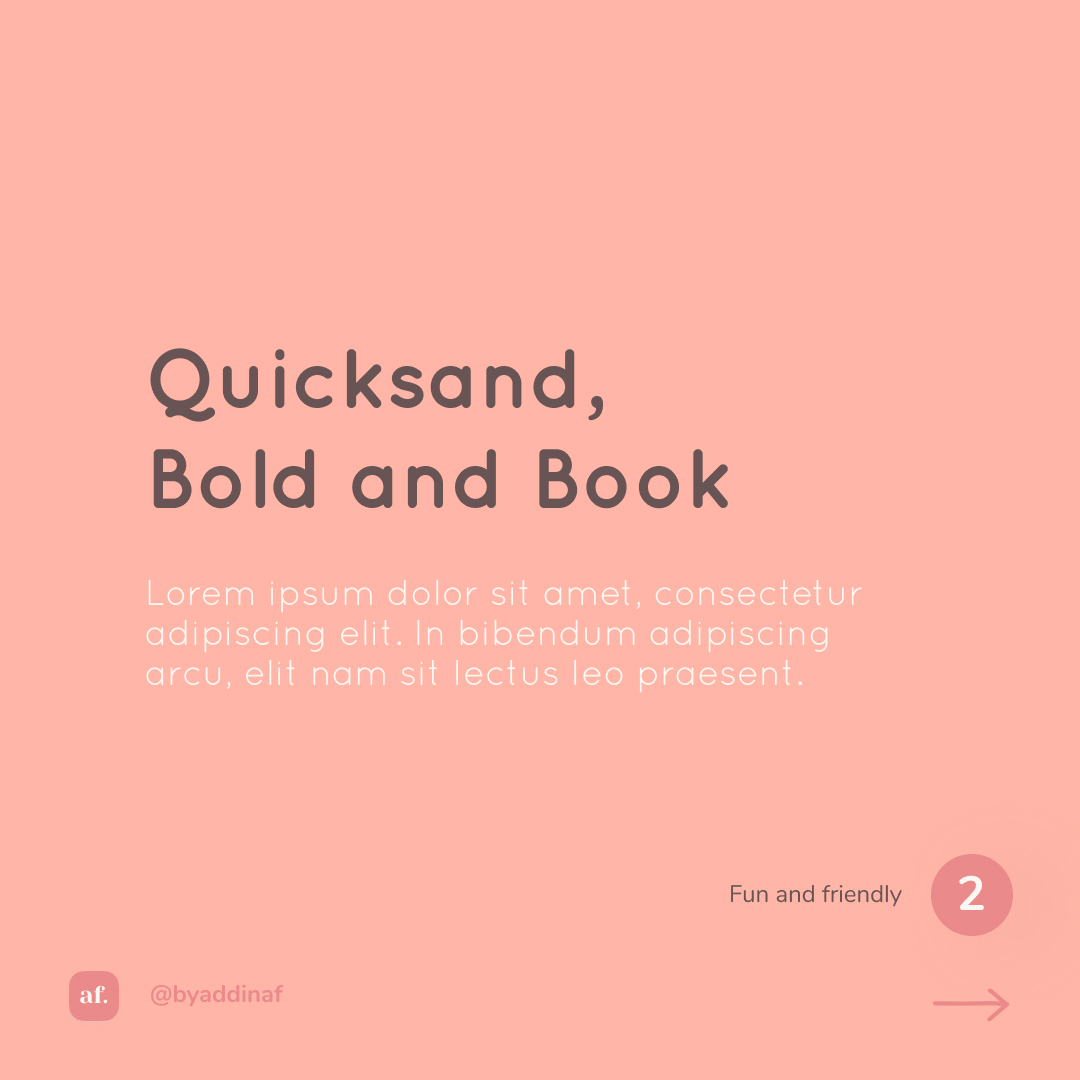 Quicksand,
Bold and Book
Lorem ipsum dolor sit amet, consectetur
adipiscing elit. In bibendum adipiscing
arcu, elit nam sit lectus leo praesent.
Fun and friendly
2
af.
@byaddinaf